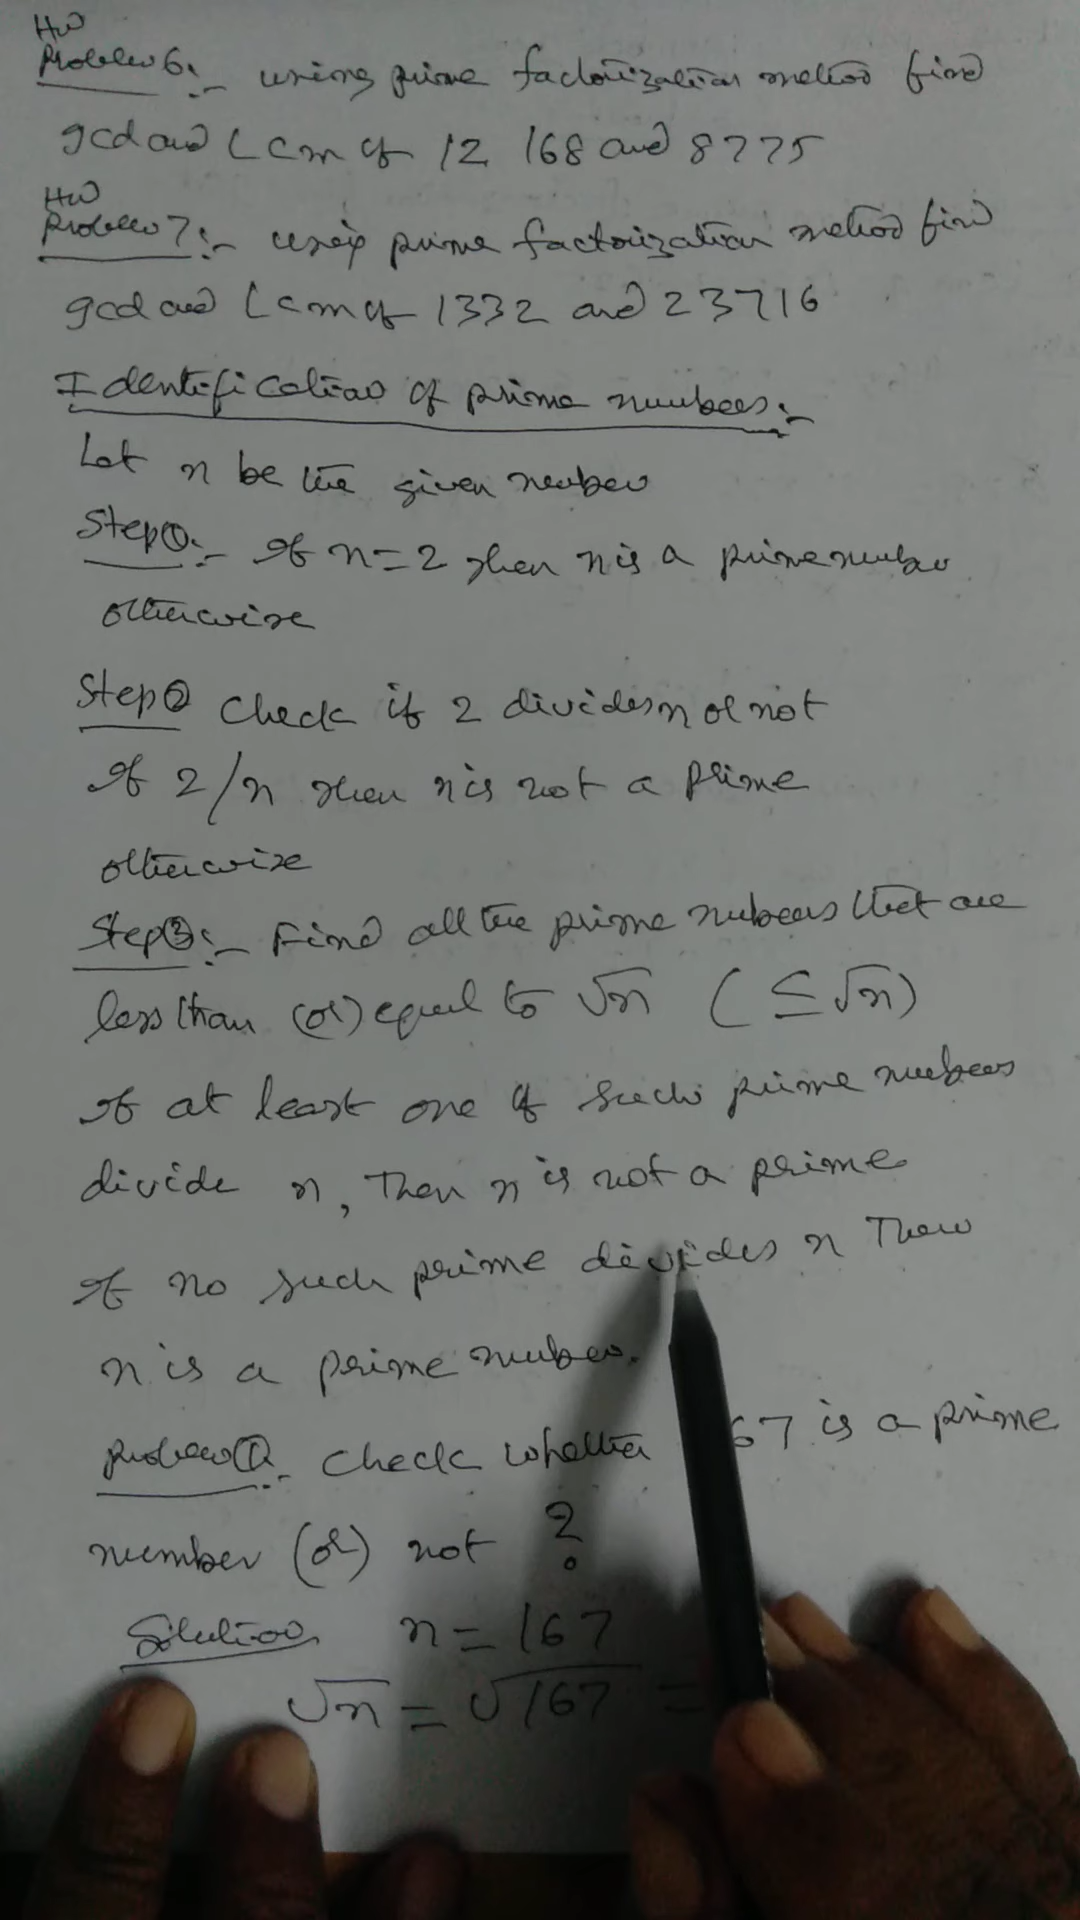 HW
Problem 6:- using prime factorization method find
gcd and Lcm of 12 168 and 8775
HW
Problem 7:- using prime factorization method find
gcd and Lcm of 1332 and 23716
Identification of prime numbers:-
Let n be the given number
Step①:- If n=2 then n is a prime number
otherwise
Step② Check if 2 divides n or not
If 2/n then n is not a prime
otherwise
Step③:- Find all the prime numbers that are
less than (or) equal to √n (≤√n)
If at least one of such prime numbers
divide n, Then n is not a prime
If no such prime divides n Then
n is a prime number.
problem① check whether 67 is a prime
number (or) not ?
Solution n = 167
√n = √167 =